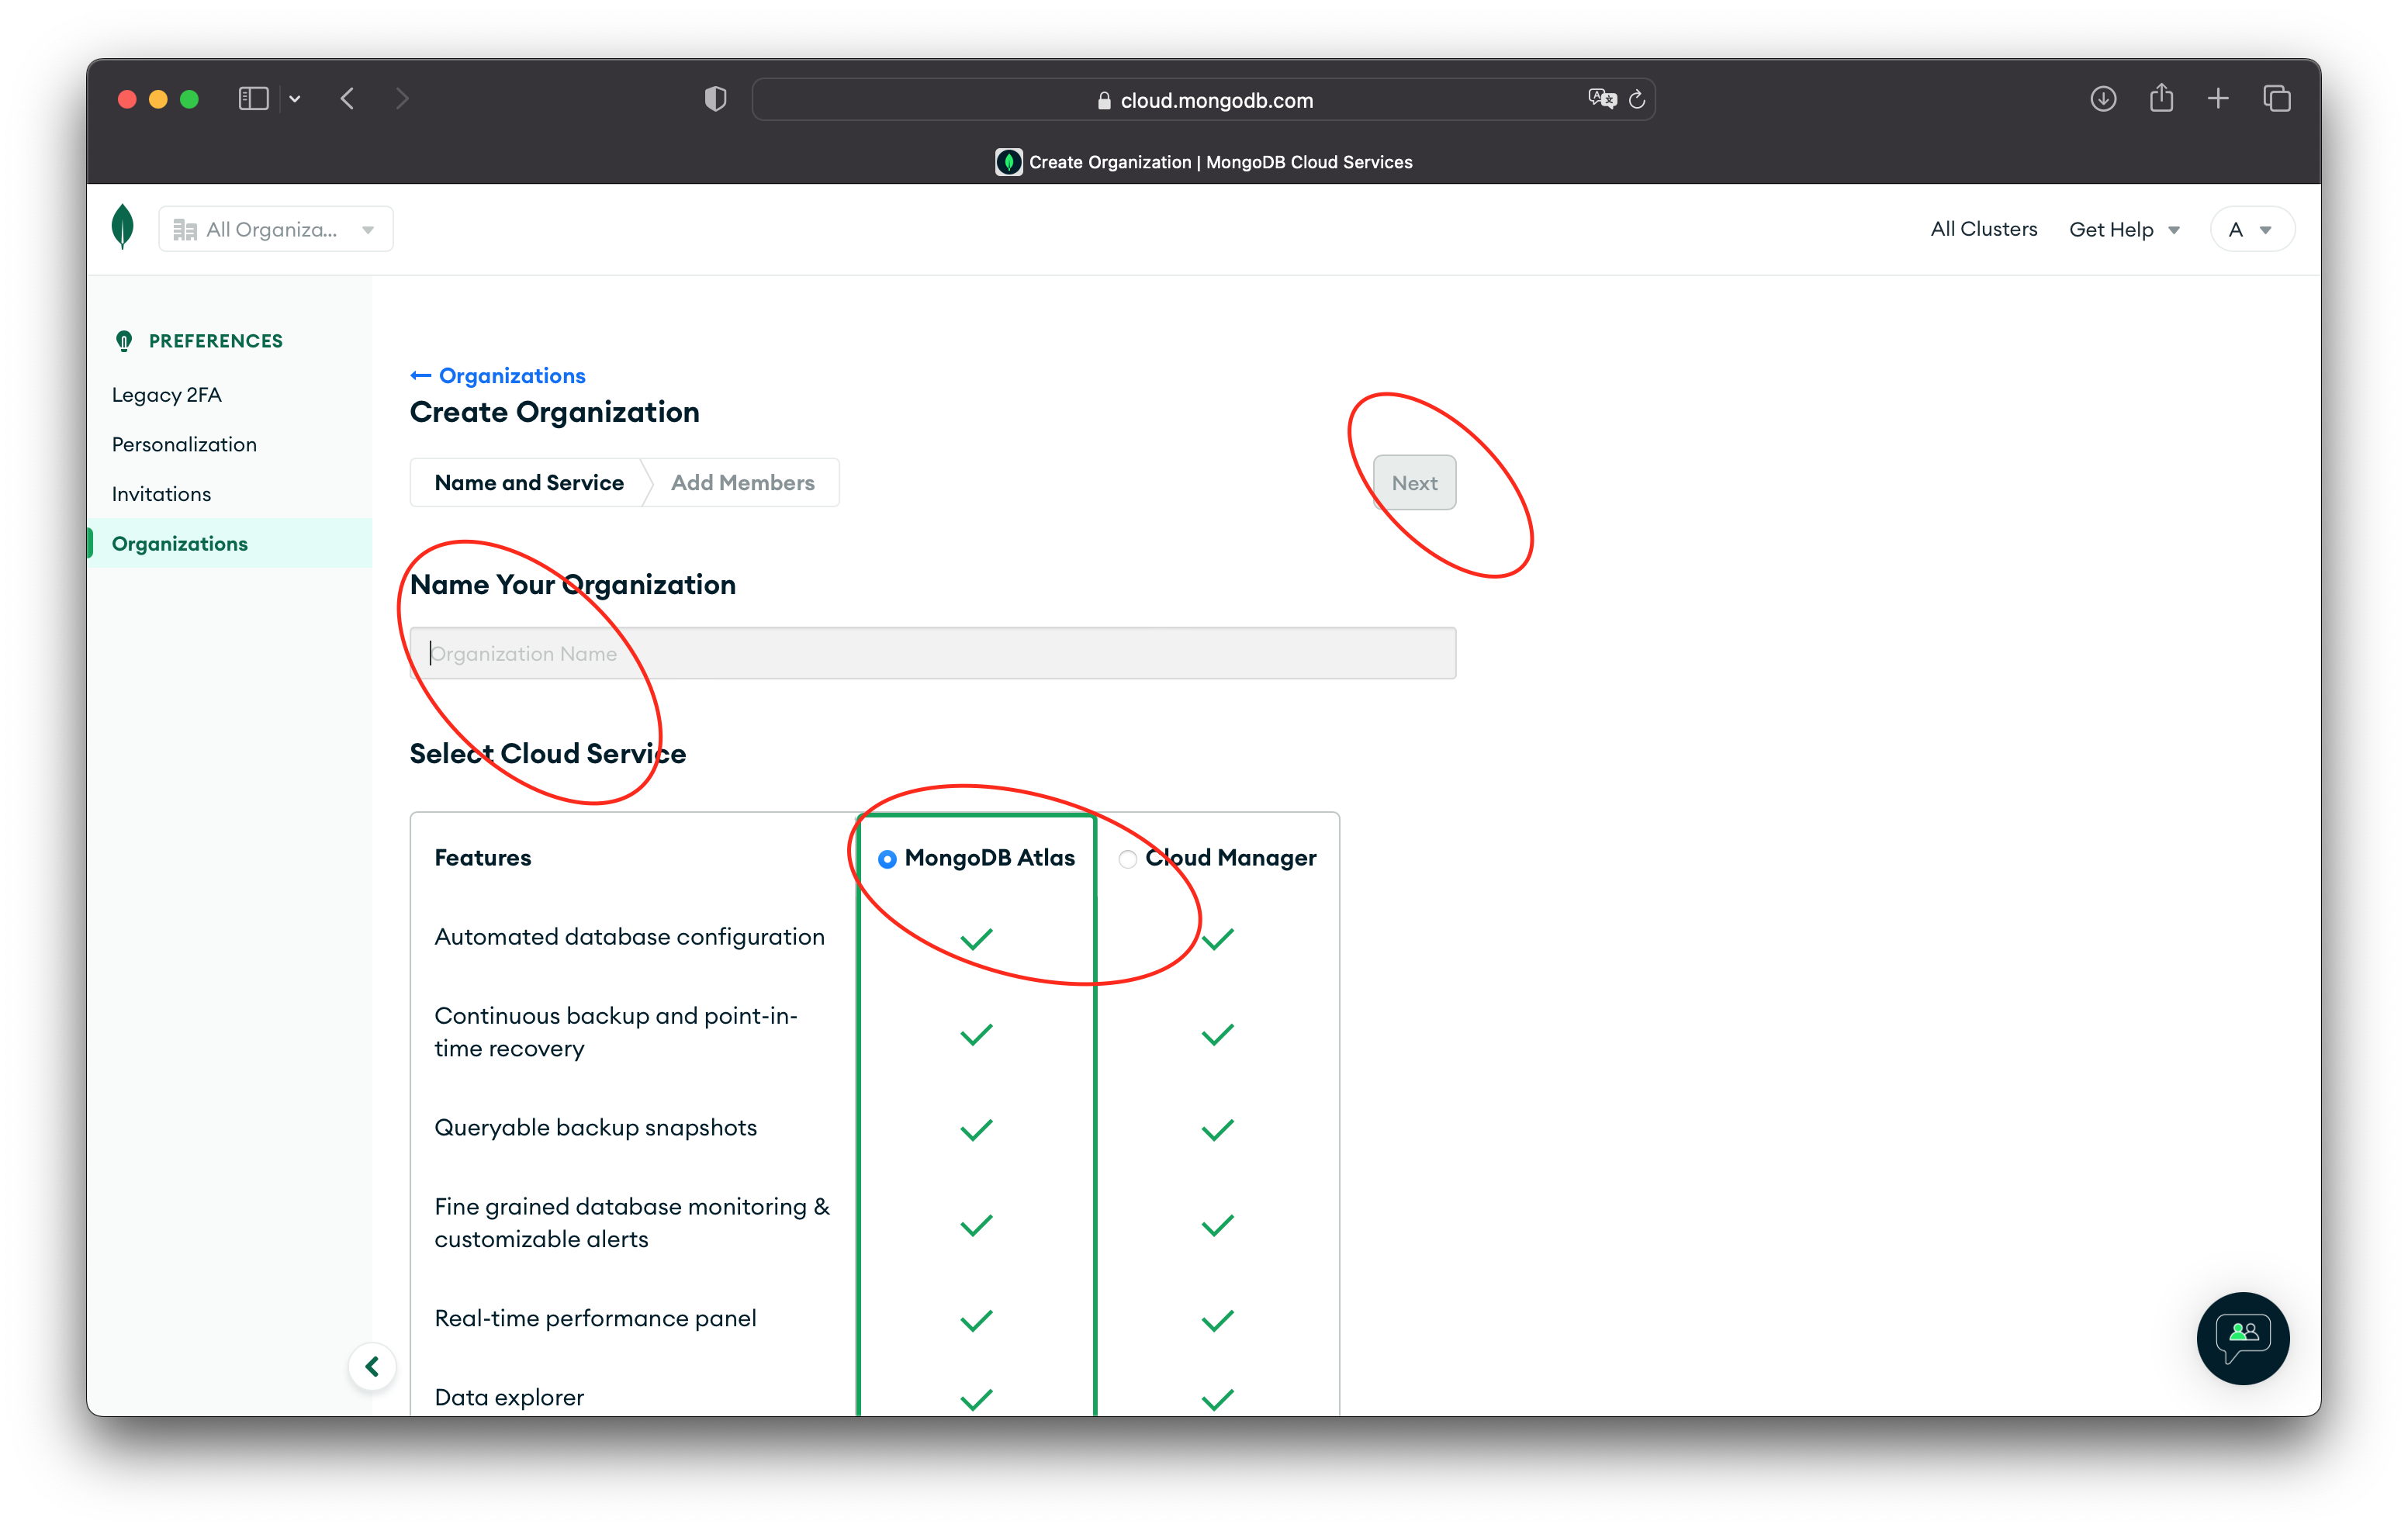 cloud.mongodb.com
Create Organization | MongoDB Cloud Services
All Organiza...
All Clusters
Get Help
A
PREFERENCES
Legacy 2FA
Personalization
Invitations
Organizations
← Organizations
Create Organization
Name and Service
Add Members
Next
Name Your Organization
Organization Name
Select Cloud Service
Features
MongoDB Atlas
Cloud Manager
Automated database configuration
Continuous backup and point-in-
time recovery
Queryable backup snapshots
Fine grained database monitoring &
customizable alerts
Real-time performance panel
Data explorer